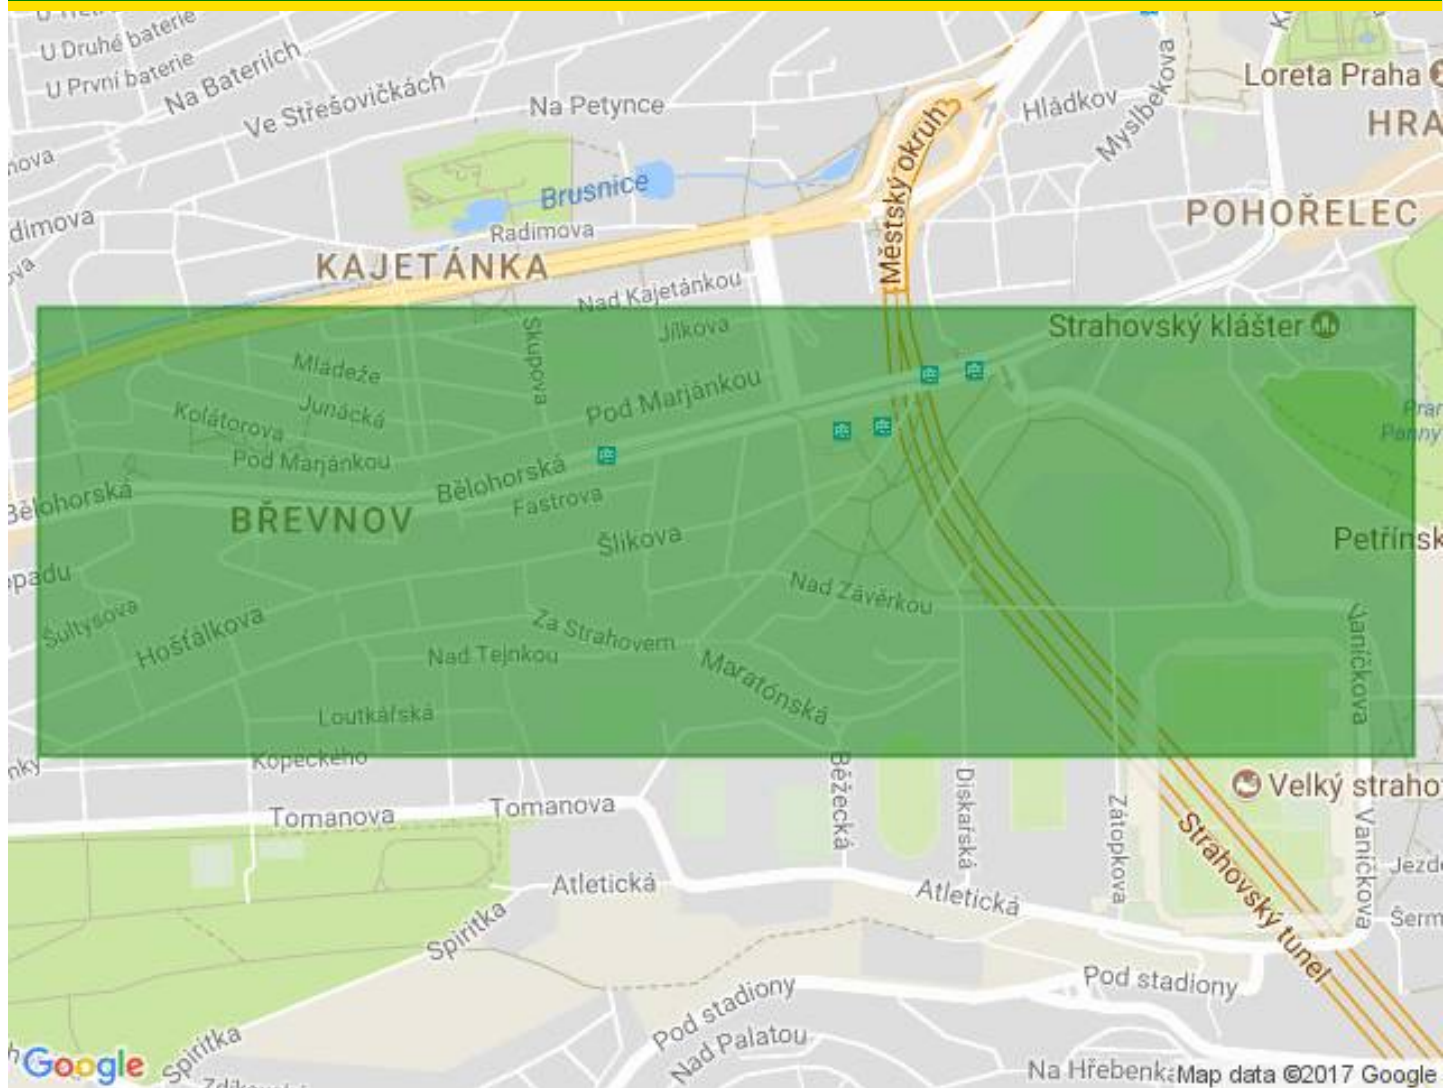 U Druhé baterie
U První baterie
Na Bateriích
Ve Střešovičkách
Na Petynce
Hládkov
Myslbekova
Loreta Praha
HRA
Městský okruh
Brusnice
Radimova
POHOŘELEC
KAJETÁNKA
Nad Kajetánkou
Jílkova
Skupova
Strahovský klášter
Mládeže
Junácká
Kolátorova
Pod Marjánkou
Pod Marjánkou
Bělohorská
Bělohorská
Fastrova
BŘEVNOV
Šlikova
Petřínsk
Nad Závěrkou
Šultysova
Hošťálkova
Za Strahovem
Nad Tejnkou
Maratónská
Vaníčkova
Loutkářská
Kopeckého
Běžecká
Diskařská
Zátopkova
Velký straho
Tomanova
Tomanova
Vaníčkova
Strahovský tunel
Atletická
Atletická
Jezde
Šerm
Spiritka
Pod stadiony
Pod stadiony
Nad Palatou
Spiritka
Google
Na Hřebenká
Map data ©2017 Google